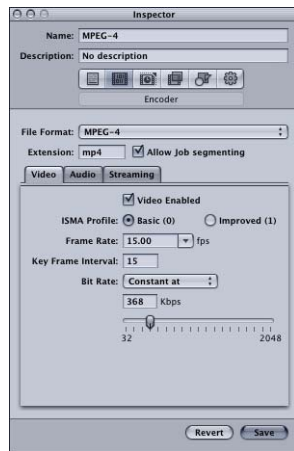 Inspector
Name: MPEG-4
Description: No description
Encoder
File Format: MPEG-4
Extension: mp4 Allow Job segmenting
Video Audio Streaming
Video Enabled
ISMA Profile: Basic (0) Improved (1)
Frame Rate: 15.00 fps
Key Frame Interval: 15
Bit Rate: Constant at
368 Kbps
32 2048
Revert Save